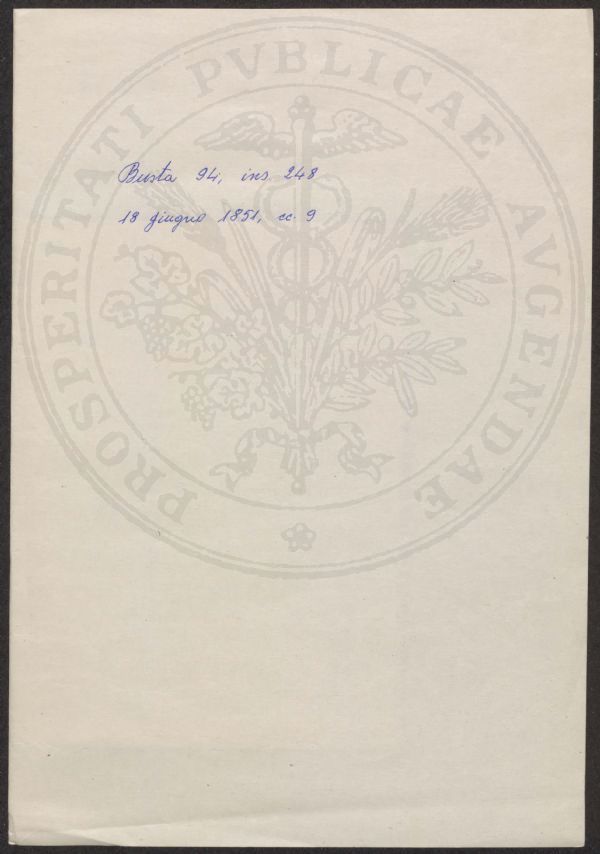 PROSPERITATI PVBLICAE AVGENDAE
Busta 94, ins. 248
18 giugno 1851, cc. 9